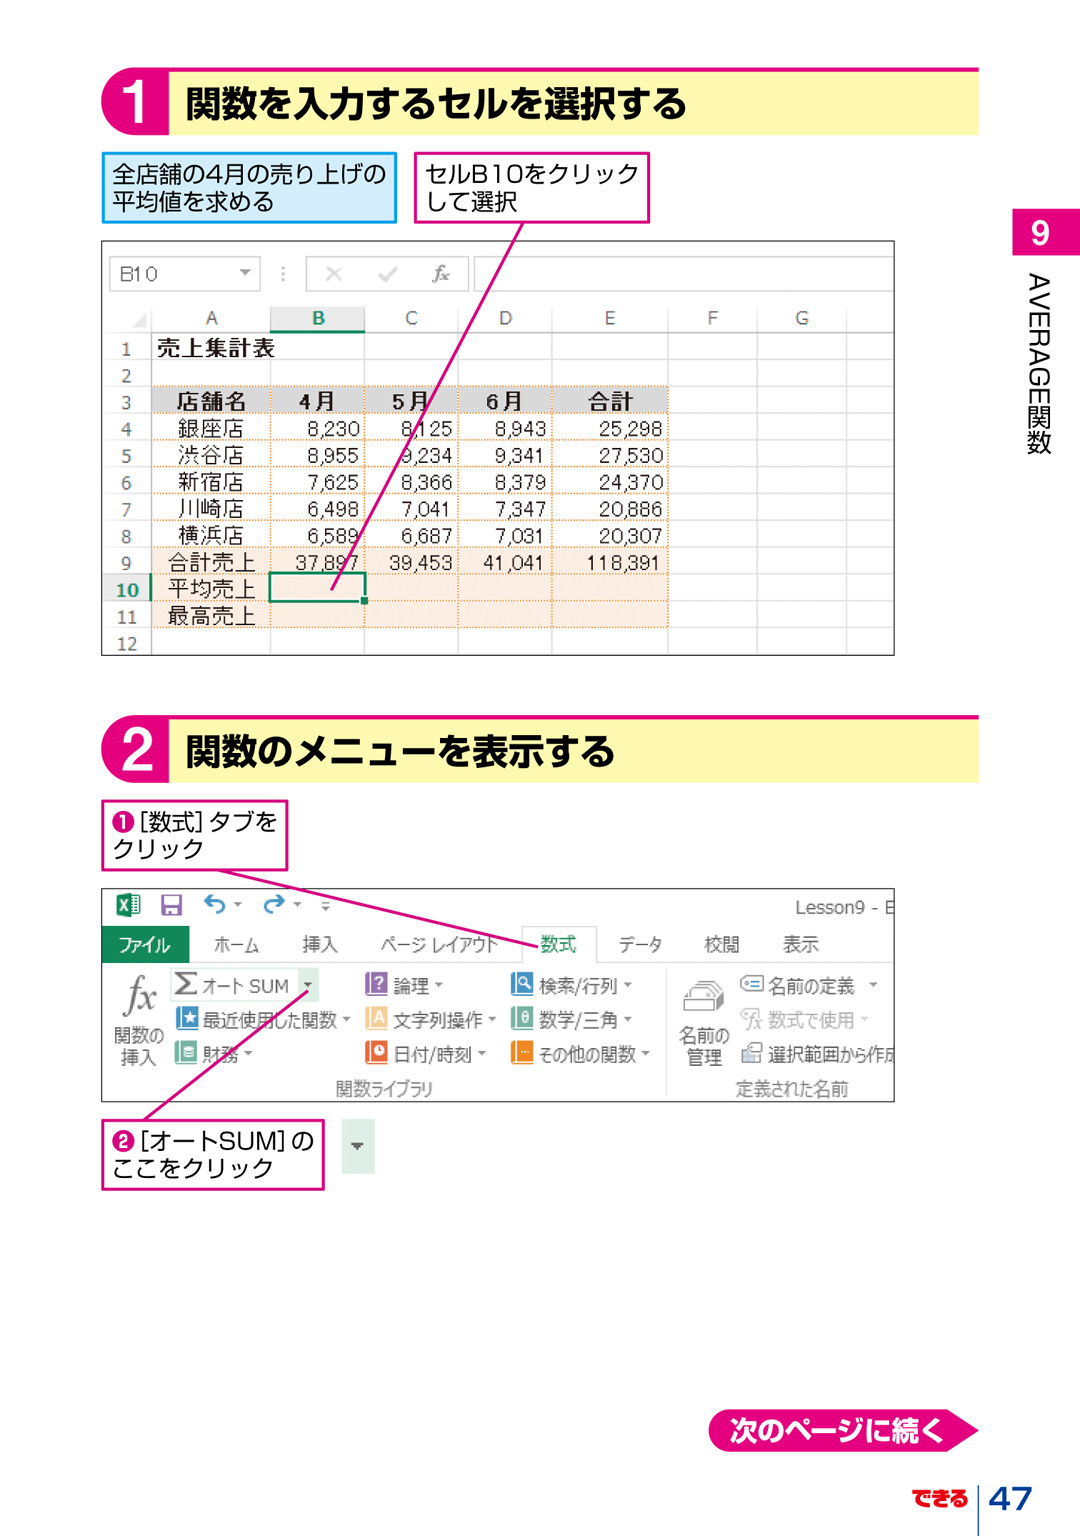 1 関数を入力するセルを選択する
全店舗の4月の売り上げの
平均値を求める
セルB10をクリック
して選択
9
AVERAGE関数
B10 fx
A B C D E F G
1 売上集計表
2
3 店舗名 4月 5月 6月 合計
4 銀座店 8,230 8,125 8,943 25,298
5 渋谷店 8,955 9,234 9,341 27,530
6 新宿店 7,625 8,366 8,379 24,370
7 川崎店 6,498 7,041 7,347 20,886
8 横浜店 6,589 6,687 7,031 20,307
9 合計売上 37,897 39,453 41,041 118,391
10 平均売上
11 最高売上
12
2 関数のメニューを表示する
❶[数式]タブを
クリック
Lesson9 - E
ファイル ホーム 挿入 ページ レイアウト 数式 データ 校閲 表示
fx 関数の
挿入
Σ オート SUM
最近使用した関数
財務
論理
文字列操作
日付/時刻
検索/行列
数学/三角
その他の関数
関数ライブラリ
名前の
管理
名前の定義
数式で使用
選択範囲から作成
定義された名前
❷[オートSUM]の
ここをクリック
次のページに続く
できる 47